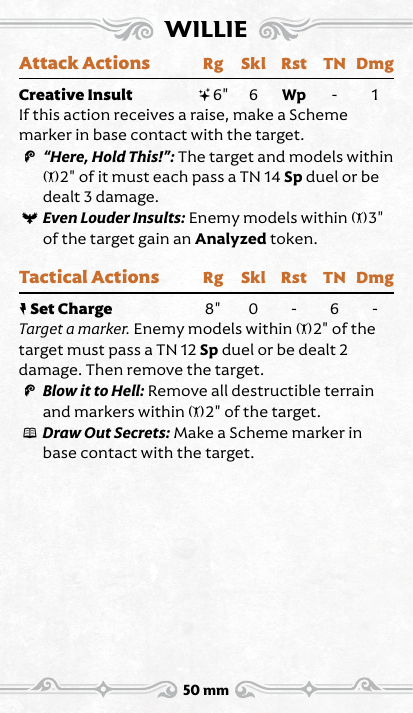 WILLIE
Attack Actions Rg Skl Rst TN Dmg
Creative Insult 6" 6 Wp - 1
If this action receives a raise, make a Scheme
marker in base contact with the target.
"Here, Hold This!": The target and models within
2" of it must each pass a TN 14 Sp duel or be
dealt 3 damage.
Even Louder Insults: Enemy models within 3"
of the target gain an Analyzed token.
Tactical Actions Rg Skl Rst TN Dmg
Set Charge 8" 0 - 6 -
Target a marker. Enemy models within 2" of the
target must pass a TN 12 Sp duel or be dealt 2
damage. Then remove the target.
Blow it to Hell: Remove all destructible terrain
and markers within 2" of the target.
Draw Out Secrets: Make a Scheme marker in
base contact with the target.
50 mm